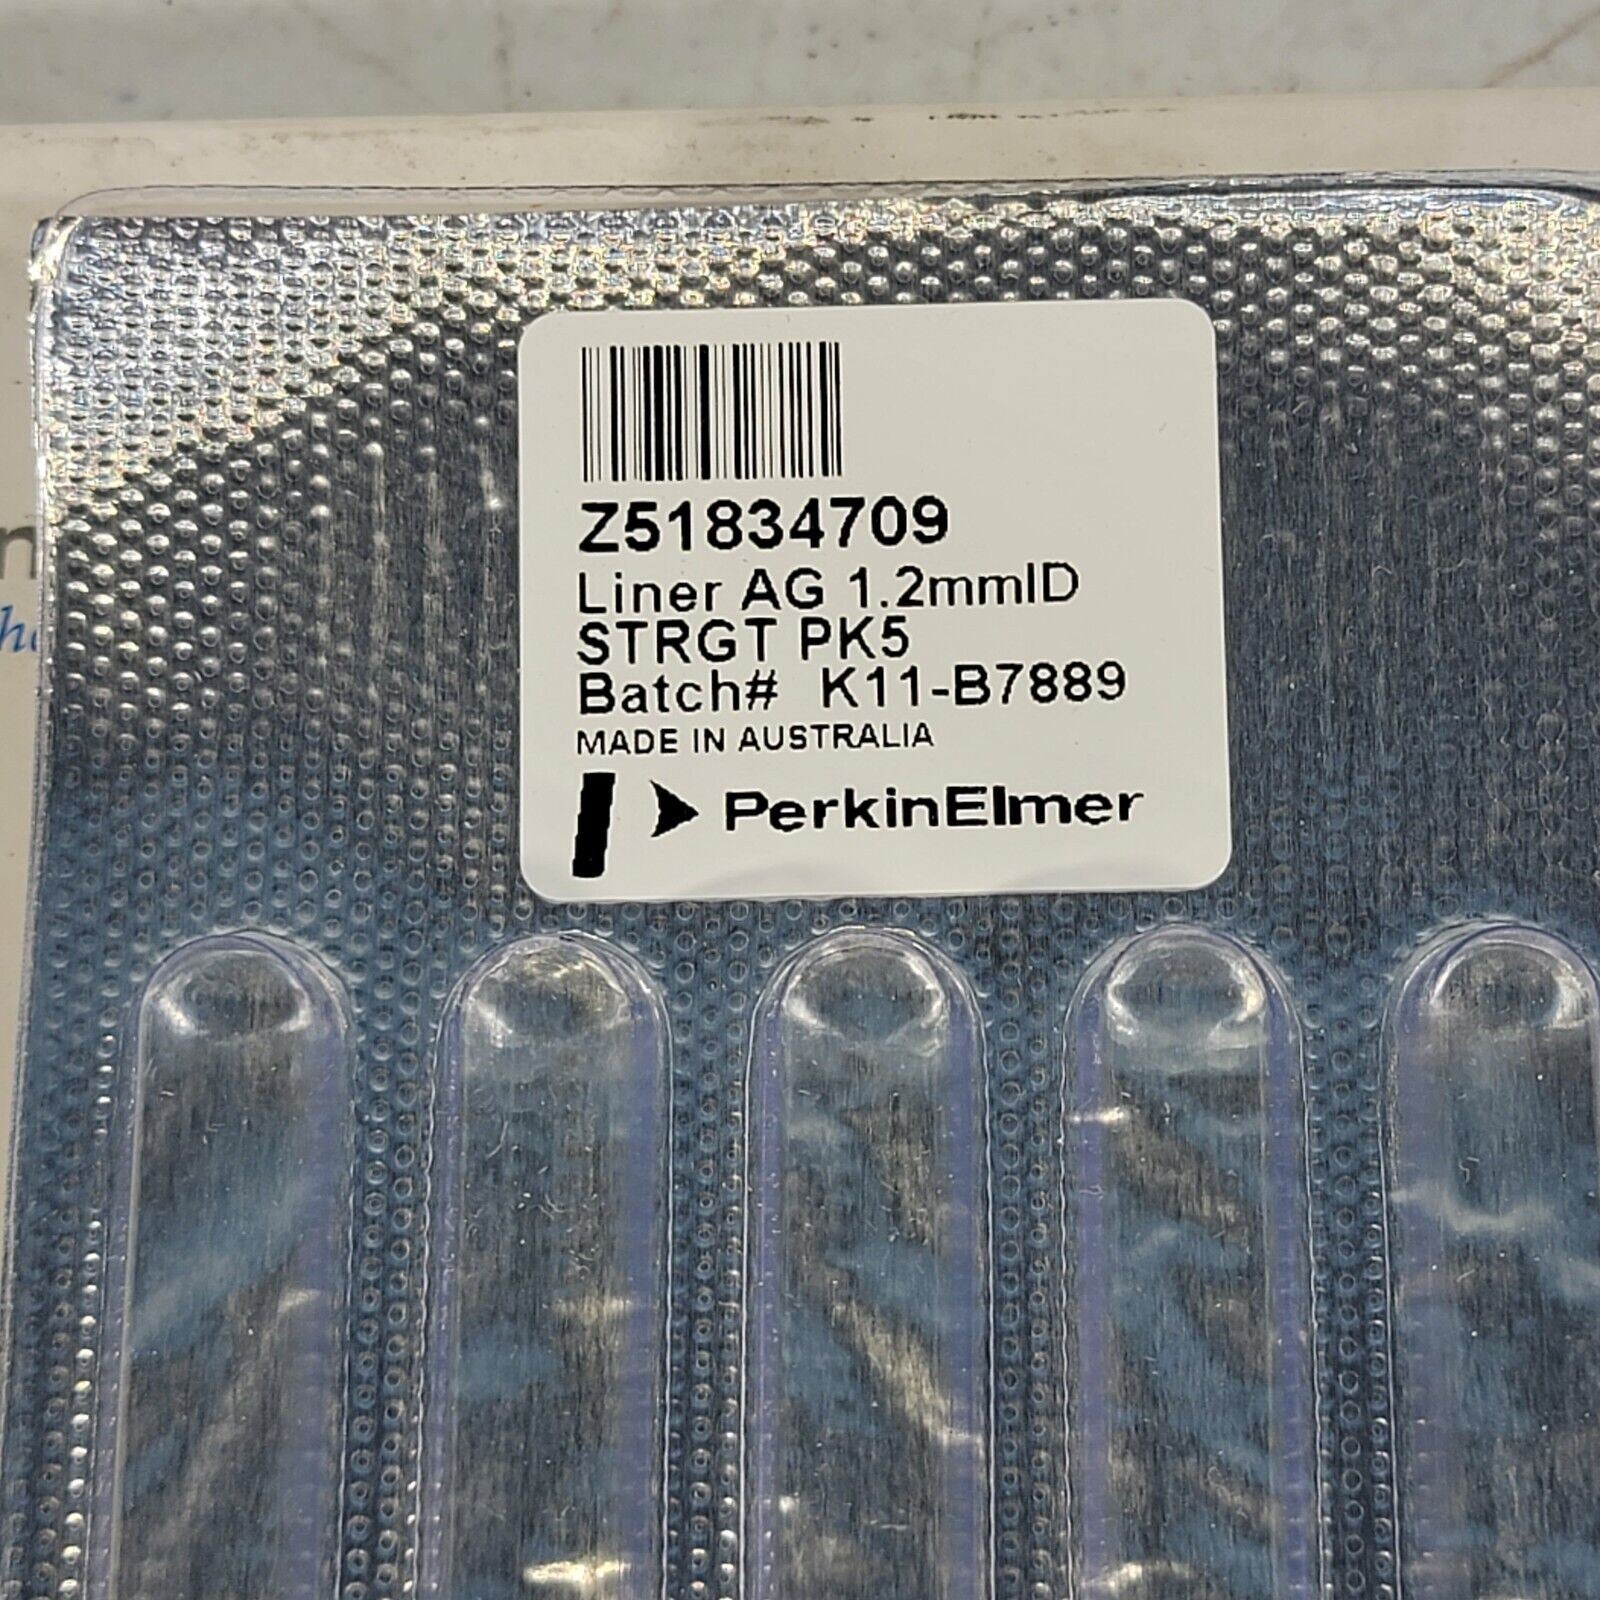 Z51834709
Liner AG 1.2mmID
STRGT PK5
Batch# K11-B7889
MADE IN AUSTRALIA
PerkinElmer